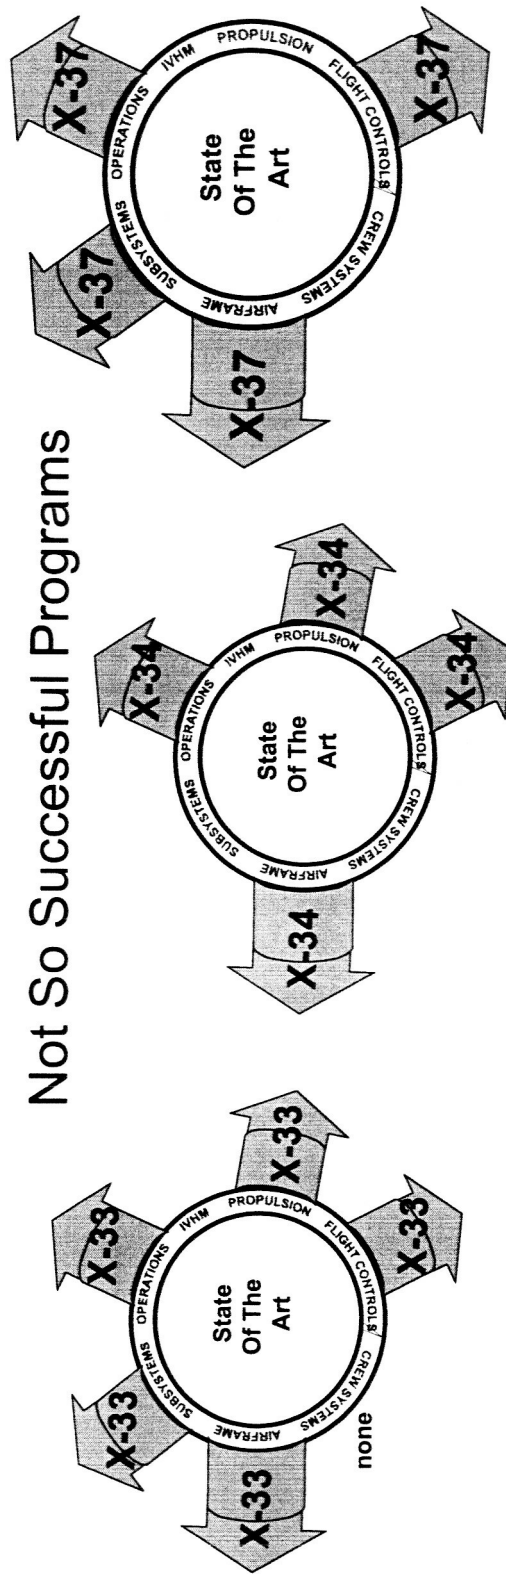 Not So Successful Programs
X-33
X-33
X-33
X-33
X-33
State
Of The
Art
OPERATIONS
IVHM
PROPULSION
FLIGHT CONTROLS
CREW SYSTEMS
AIRFRAME
SUBSYSTEMS
none
X-34
X-34
X-34
X-34
State
Of The
Art
OPERATIONS
IVHM
PROPULSION
FLIGHT CONTROLS
CREW SYSTEMS
AIRFRAME
SUBSYSTEMS
X-37
X-37
X-37
X-37
State
Of The
Art
OPERATIONS
IVHM
PROPULSION
FLIGHT CONTROLS
CREW SYSTEMS
AIRFRAME
SUBSYSTEMS